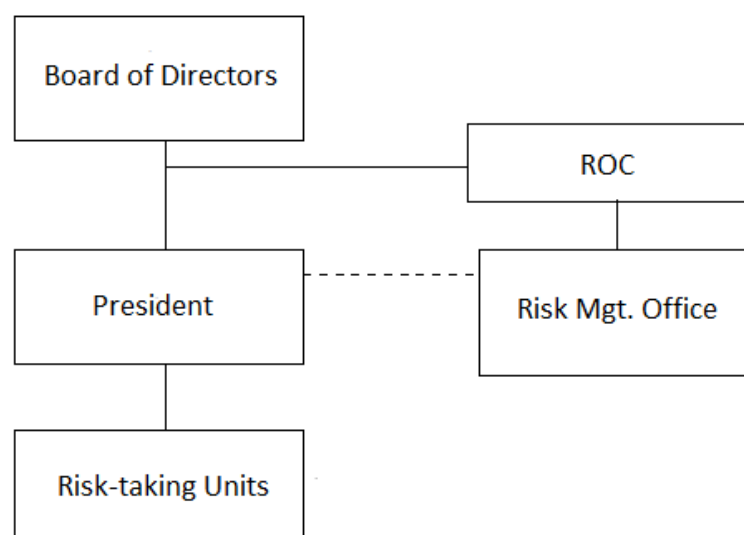 Board of Directors
ROC
President
Risk Mgt. Office
Risk-taking Units